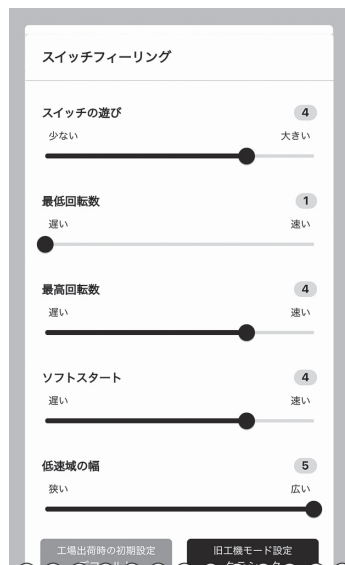 スイッチフィーリング
スイッチの遊び 4
少ない 大きい
最低回転数 1
遅い 速い
最高回転数 4
遅い 速い
ソフトスタート 4
遅い 速い
低速域の幅 5
狭い 広い
工場出荷時の初期設定 旧工機モード設定